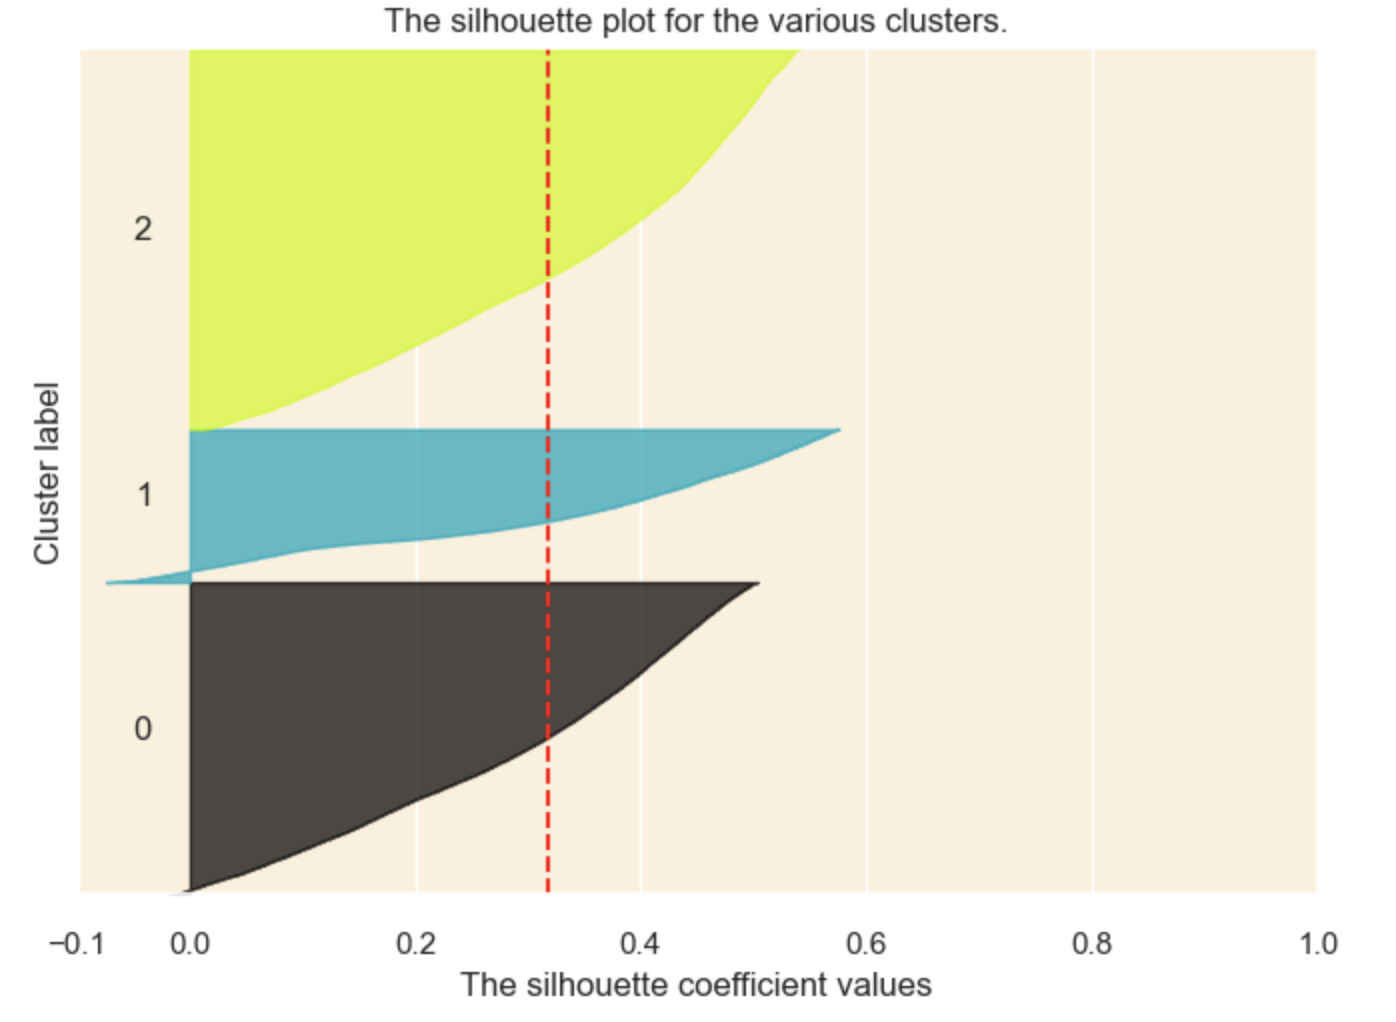 The silhouette plot for the various clusters.
2
1
0
Cluster label
−0.1 0.0 0.2 0.4 0.6 0.8 1.0
The silhouette coefficient values